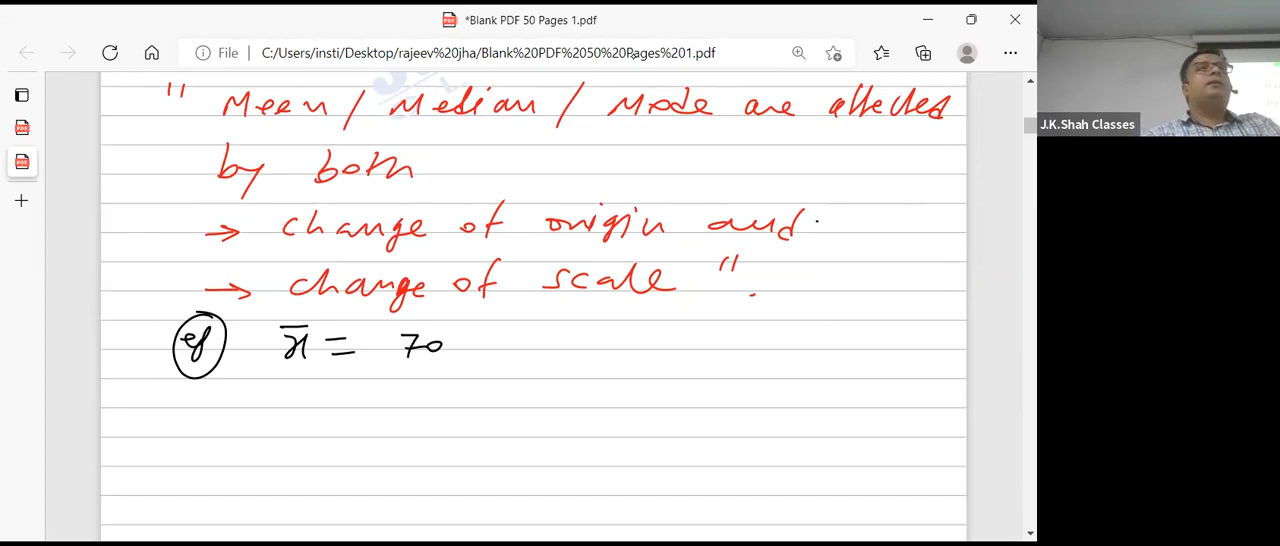 *Blank PDF 50 Pages 1.pdf
File
C:/Users/insti/Desktop/rajeev%20jha/Blank%20PDF%2050%20Pages%201.pdf
J.K.Shah Classes
" Mean / Median / Mode are affected
by both
→ change of origin and
→ change of scale ".
eg x̄ = 70